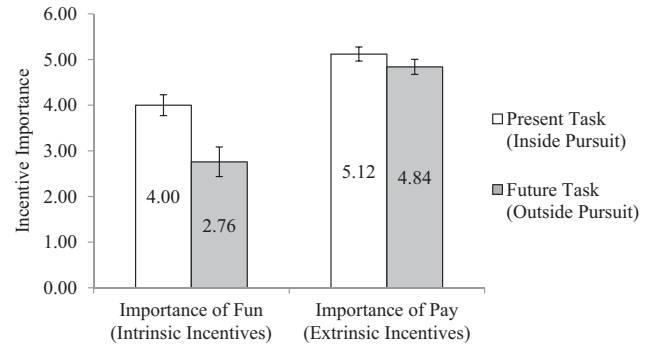 6.00
5.00
4.00
3.00
2.00
1.00
0.00
Incentive Importance
4.00
2.76
5.12
4.84
Importance of Fun
(Intrinsic Incentives)
Importance of Pay
(Extrinsic Incentives)
Present Task
(Inside Pursuit)
Future Task
(Outside Pursuit)